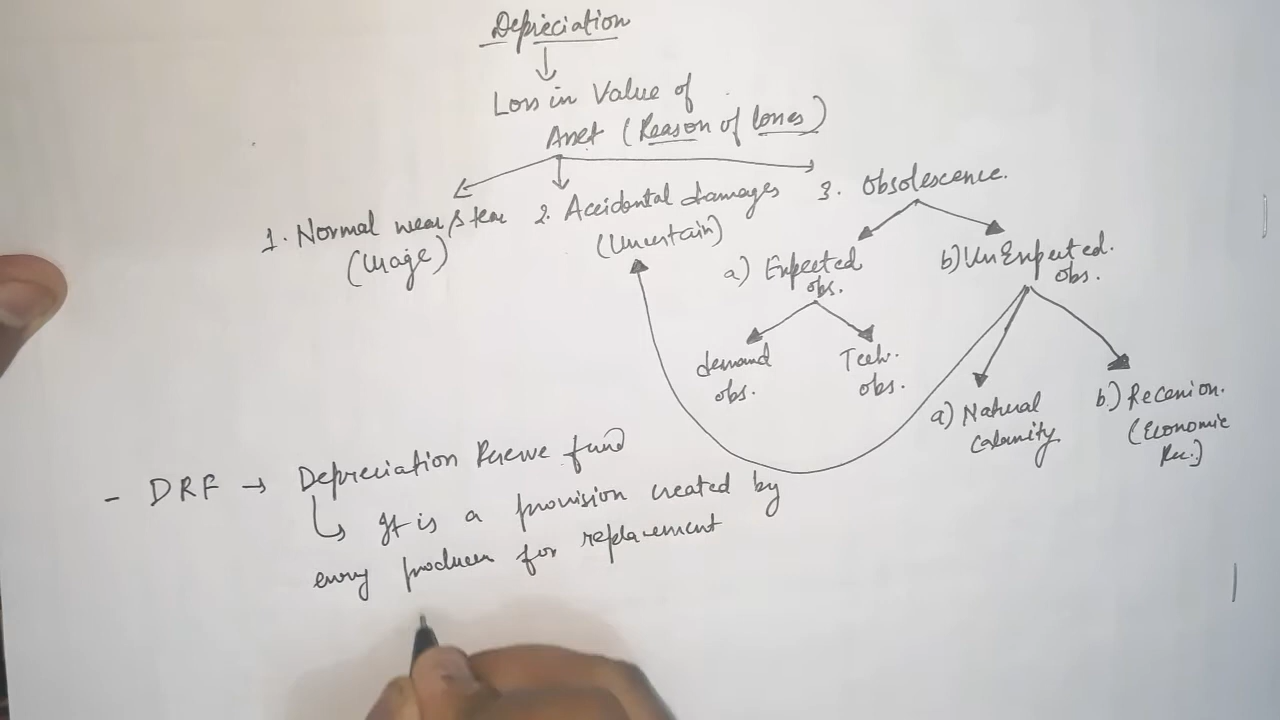 Depreciation
Loss in Value of
Asset (Reason of losses)
1. Normal wear & tear
(Usage)
2. Accidental damages
(Uncertain)
3. Obsolescence.
a) Expected
obs.
b) UnExpected.
obs.
demand
obs.
Tech.
obs.
a) Natural
Calamity
b) Recession.
(Economic
Rec.)
- DRF → Depreciation Reserve fund
It is a provision created by
every producer for replacement